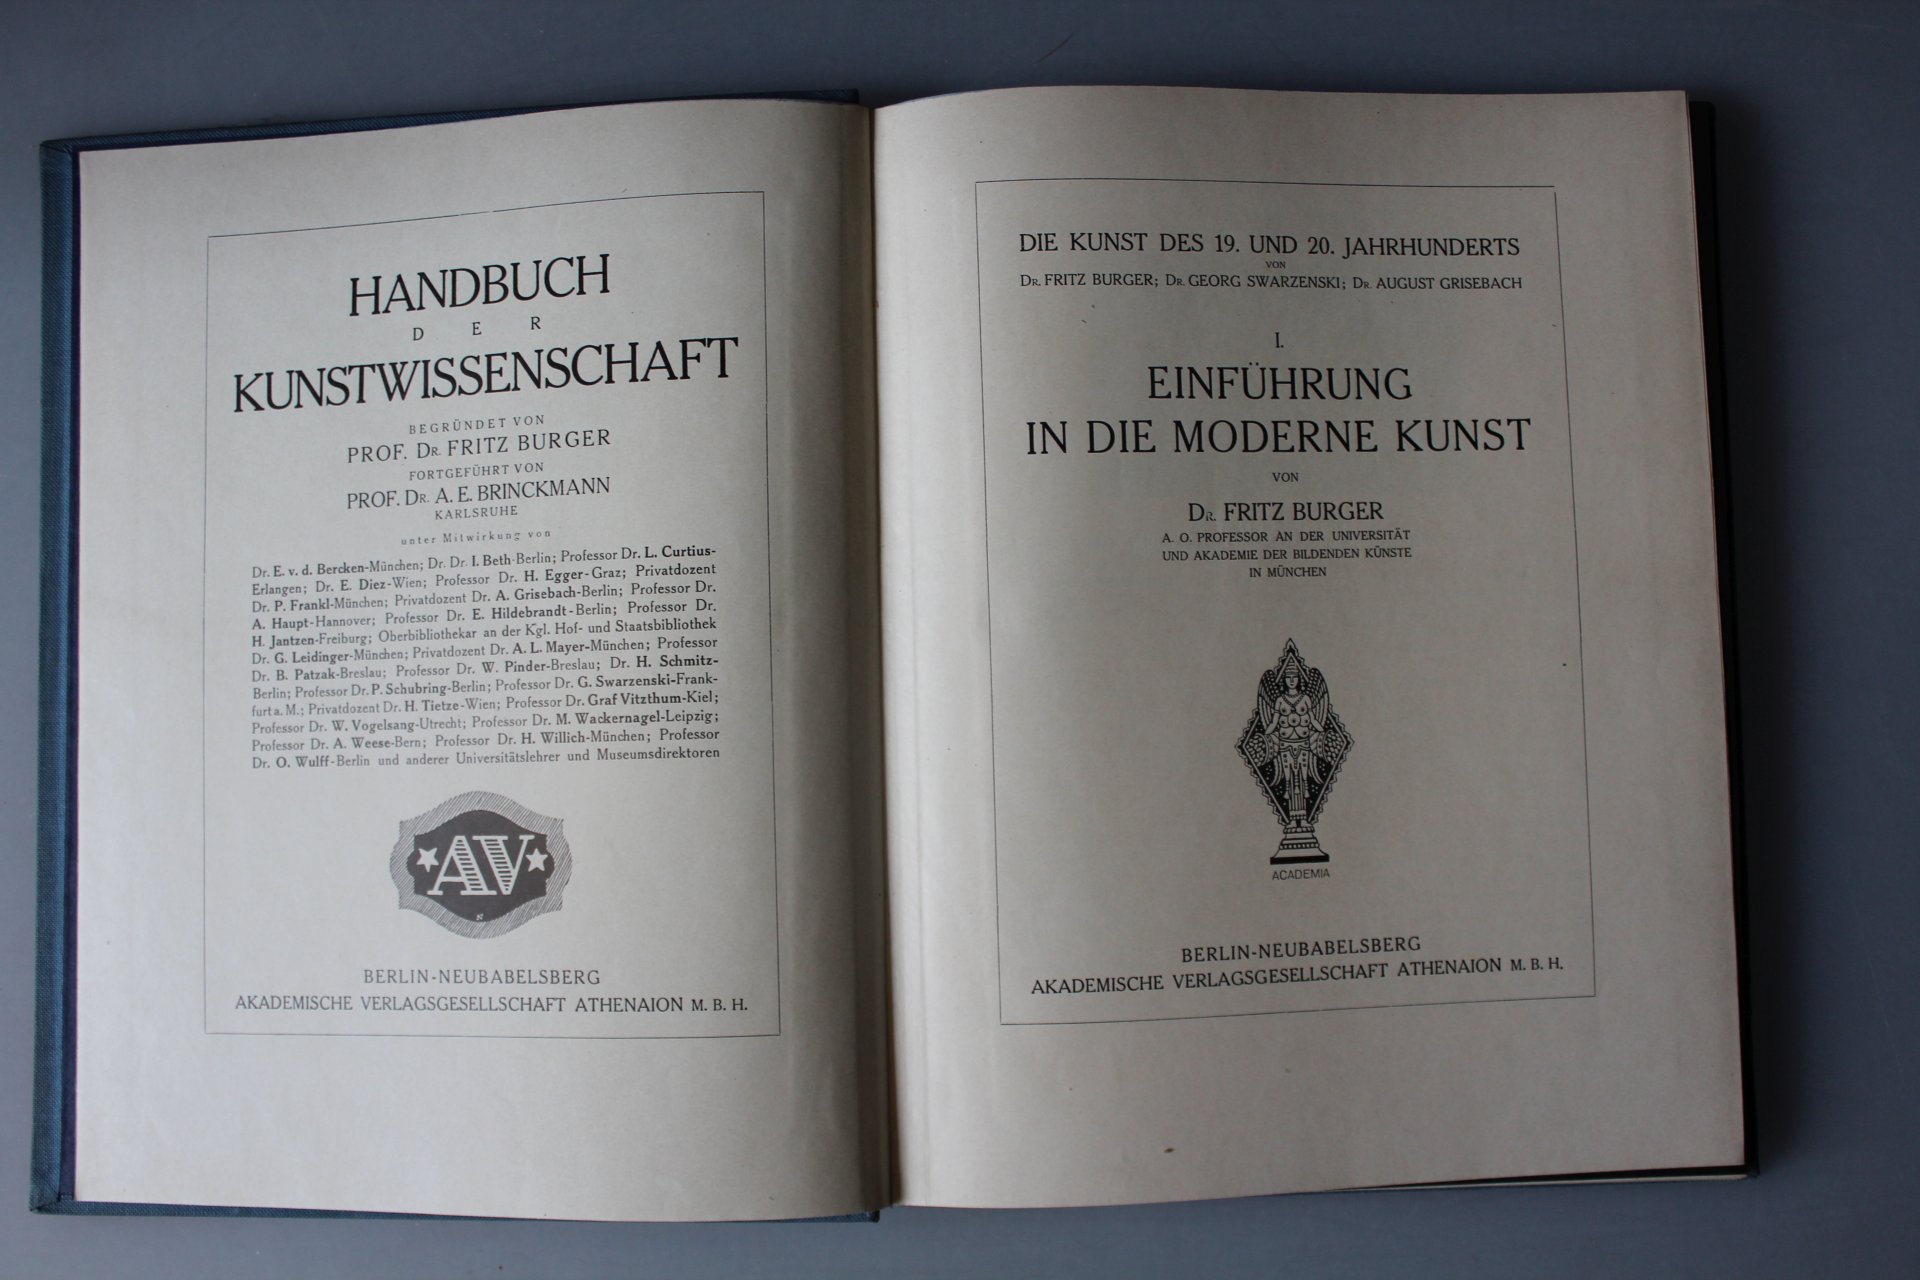 HANDBUCH
DER
KUNSTWISSENSCHAFT
BEGRÜNDET VON
PROF. DR. FRITZ BURGER
FORTGEFÜHRT VON
PROF. DR. A. E. BRINCKMANN
KARLSRUHE
unter Mitwirkung von
Dr. E. v. d. Bercken-München; Dr. Dr. I. Beth-Berlin; Professor Dr. L. Curtius-
Erlangen; Dr. E. Diez-Wien; Professor Dr. H. Egger-Graz; Privatdozent
Dr. P. Frankl-München; Privatdozent Dr. A. Grisebach-Berlin; Professor Dr.
A. Haupt-Hannover; Professor Dr. E. Hildebrandt-Berlin; Professor Dr.
H. Jantzen-Freiburg; Oberbibliothekar an der Kgl. Hof- und Staatsbibliothek
Dr. G. Leidinger-München; Privatdozent Dr. A. L. Mayer-München; Professor
Dr. B. Patzak-Breslau; Professor Dr. W. Pinder-Breslau; Dr. H. Schmitz-
Berlin; Professor Dr. P. Schubring-Berlin; Professor Dr. G. Swarzenski-Frank-
furt a. M.; Privatdozent Dr. H. Tietze-Wien; Professor Dr. Graf Vitzthum-Kiel;
Professor Dr. W. Vogelsang-Utrecht; Professor Dr. M. Wackernagel-Leipzig;
Professor Dr. A. Weese-Bern; Professor Dr. H. Willich-München; Professor
Dr. O. Wulff-Berlin und anderer Universitätslehrer und Museumsdirektoren
AV
BERLIN-NEUBABELSBERG
AKADEMISCHE VERLAGSGESELLSCHAFT ATHENAION M. B. H.
DIE KUNST DES 19. UND 20. JAHRHUNDERTS
VON
DR. FRITZ BURGER; DR. GEORG SWARZENSKI; DR. AUGUST GRISEBACH
I.
EINFÜHRUNG
IN DIE MODERNE KUNST
VON
DR. FRITZ BURGER
A. O. PROFESSOR AN DER UNIVERSITÄT
UND AKADEMIE DER BILDENDEN KÜNSTE
IN MÜNCHEN
ACADEMIA
BERLIN-NEUBABELSBERG
AKADEMISCHE VERLAGSGESELLSCHAFT ATHENAION M. B. H.